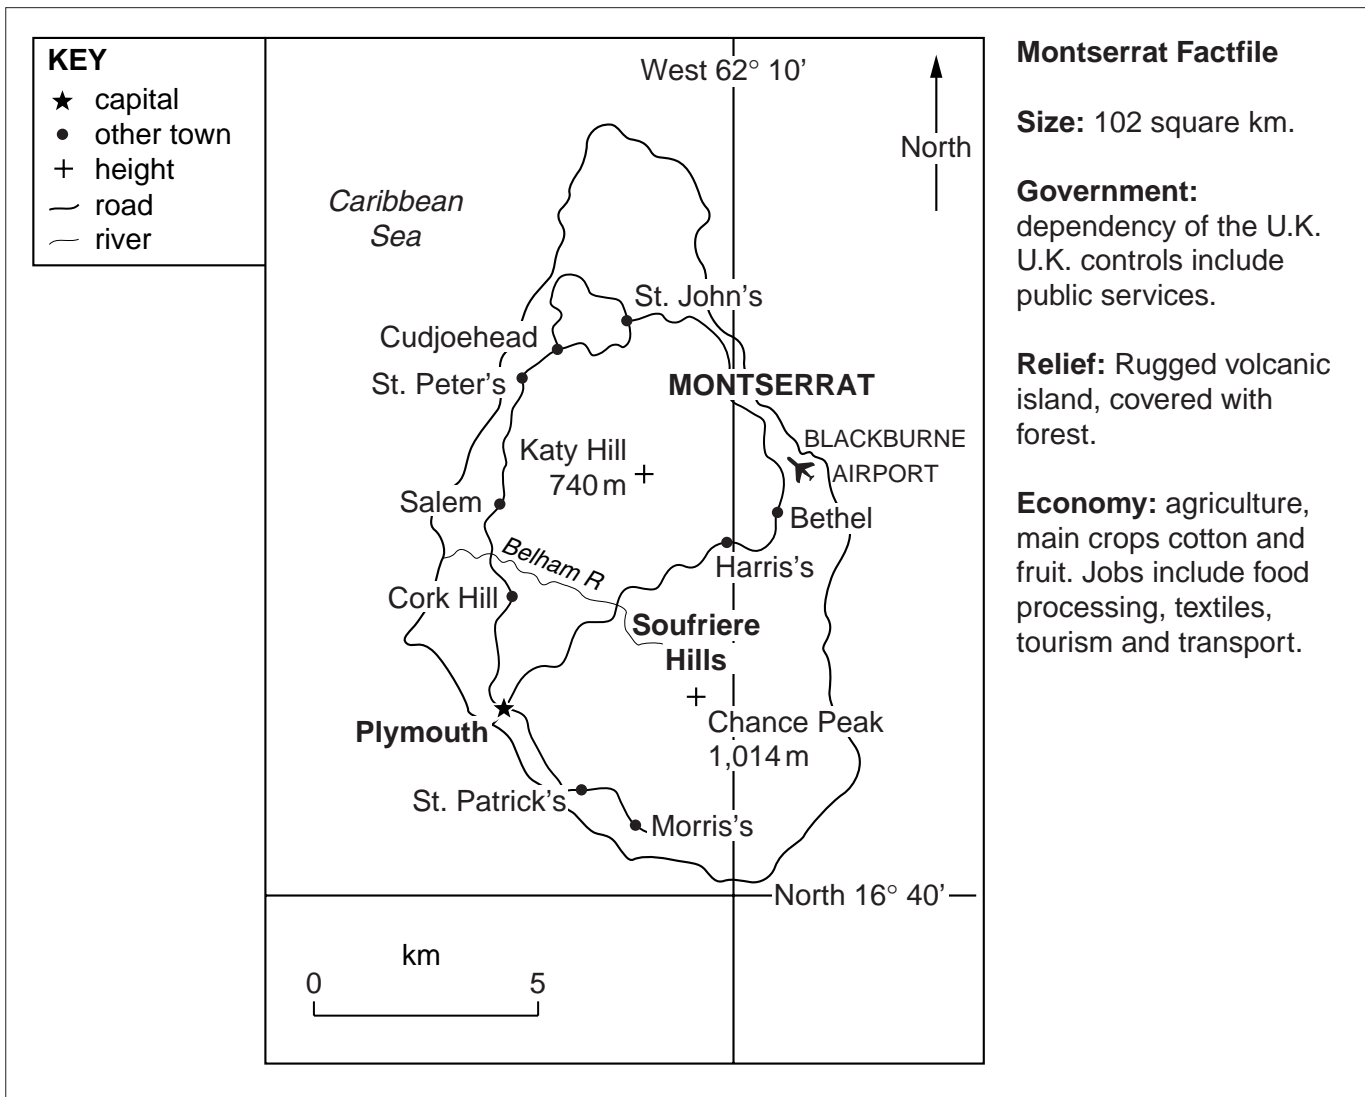 KEY
capital
other town
height
road
river
West 62° 10’
North
Caribbean
Sea
St. John’s
Cudjoehead
St. Peter’s
MONTSERRAT
BLACKBURNE
AIRPORT
Katy Hill
740 m
Salem
Bethel
Belham R
Harris’s
Cork Hill
Soufriere
Hills
Plymouth
Chance Peak
1,014 m
St. Patrick’s
Morris’s
North 16° 40’
km
0 5
Montserrat Factfile
Size: 102 square km.
Government:
dependency of the U.K.
U.K. controls include
public services.
Relief: Rugged volcanic
island, covered with
forest.
Economy: agriculture,
main crops cotton and
fruit. Jobs include food
processing, textiles,
tourism and transport.